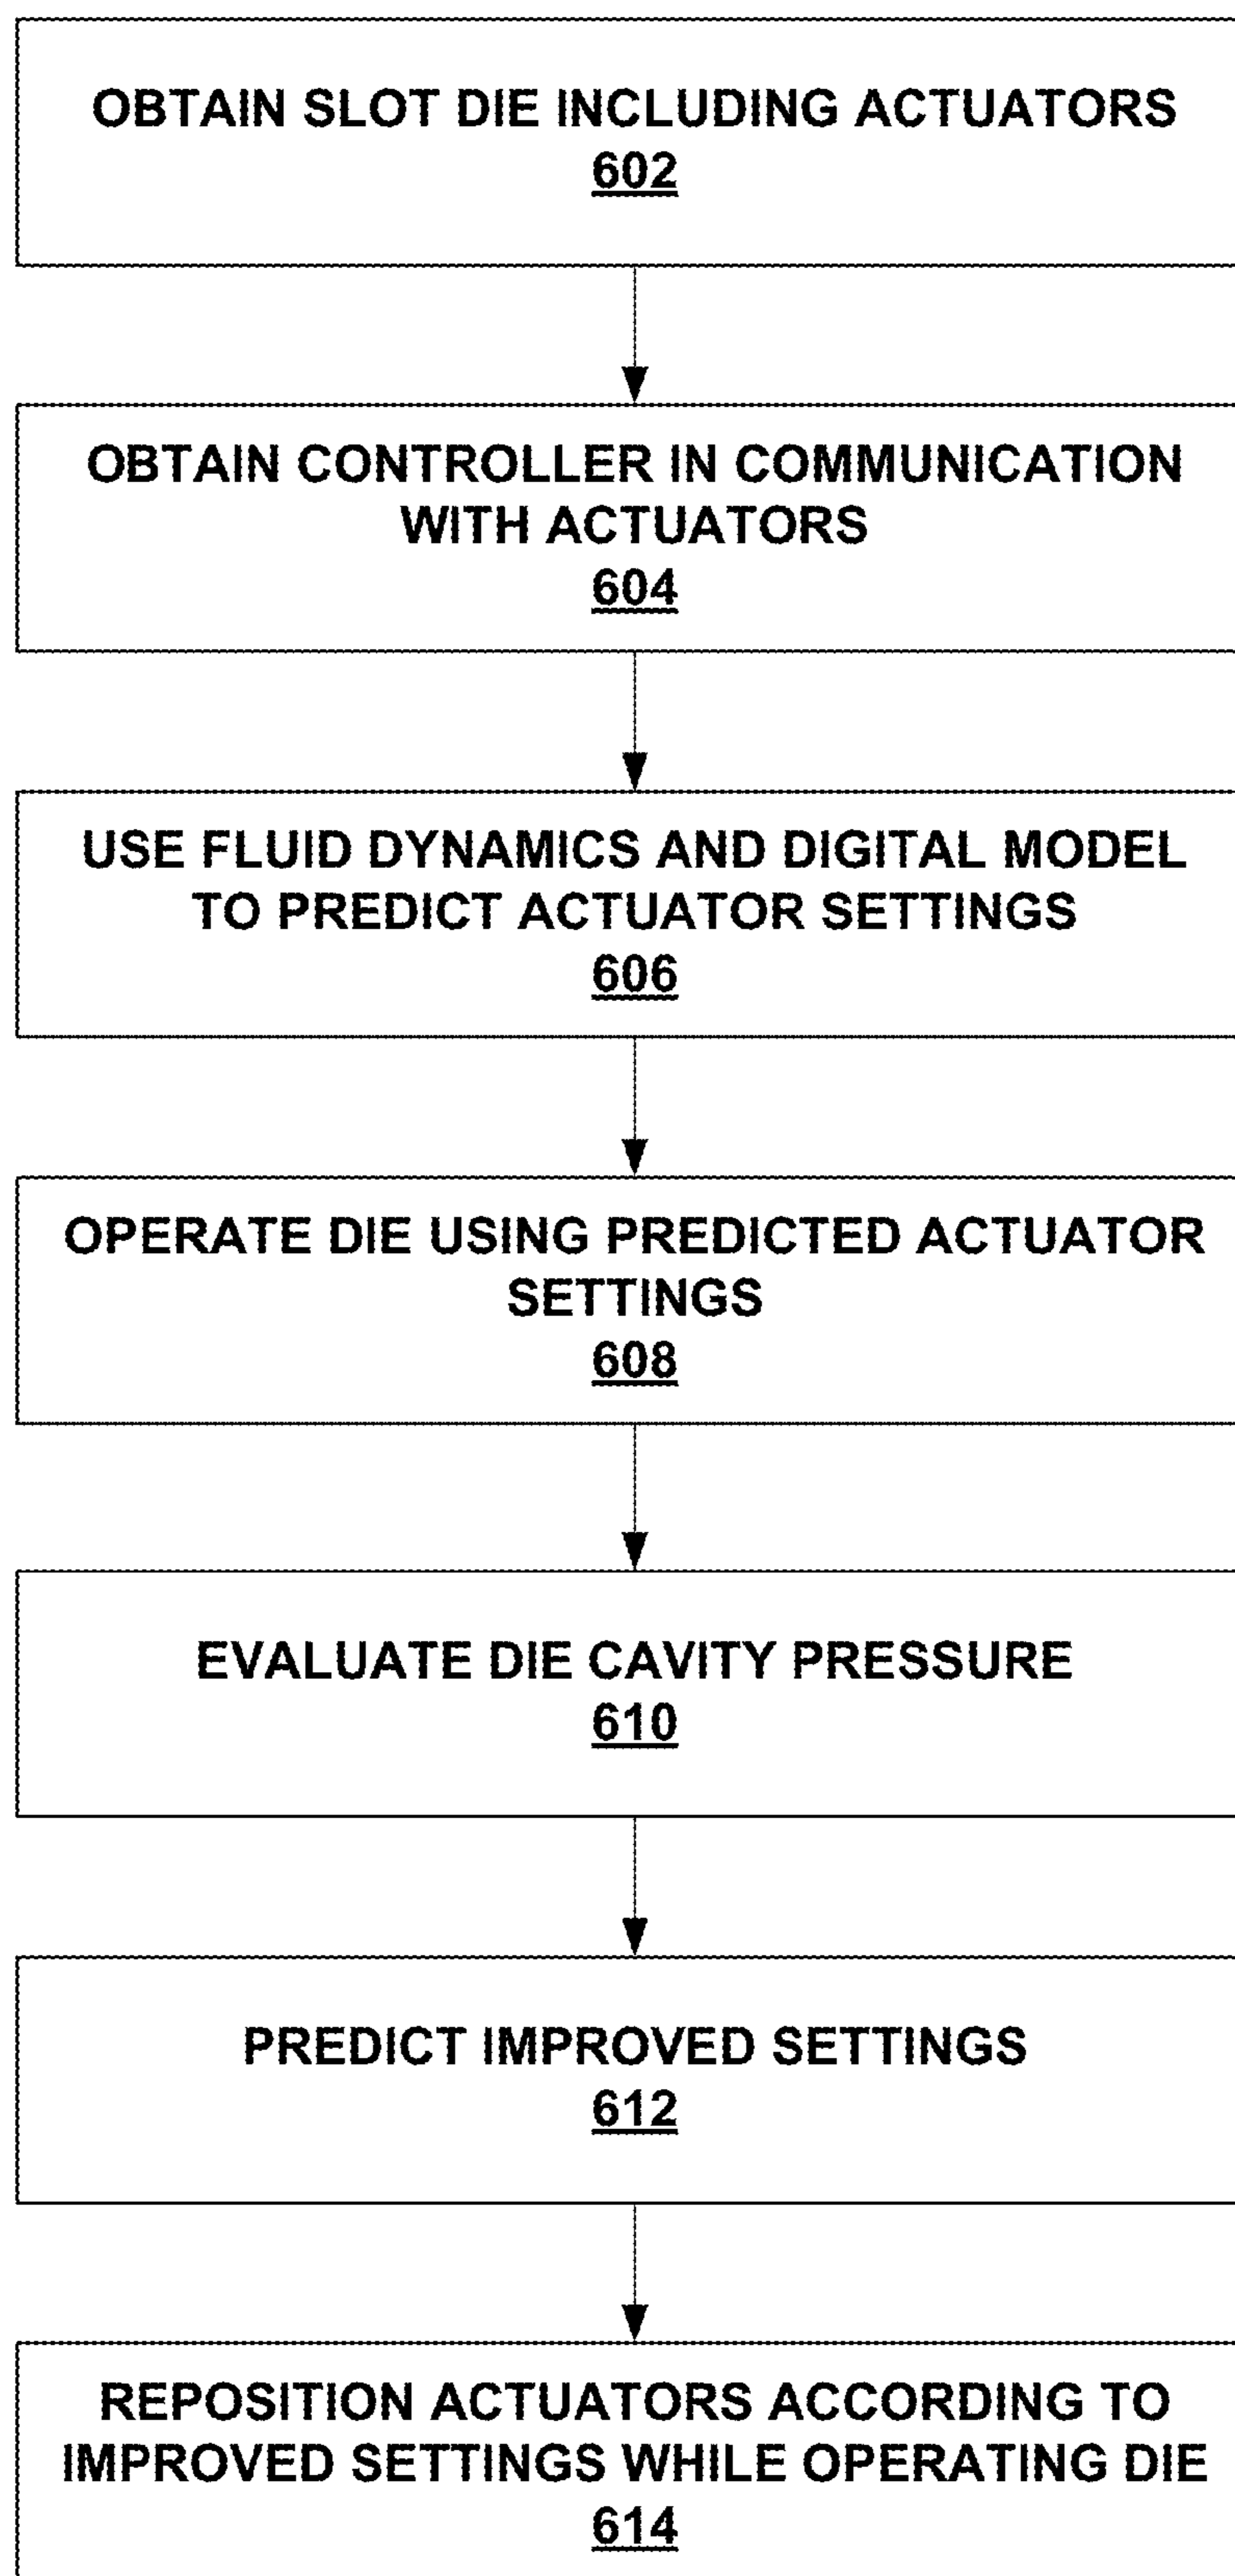 OBTAIN SLOT DIE INCLUDING ACTUATORS
602
OBTAIN CONTROLLER IN COMMUNICATION
WITH ACTUATORS
604
USE FLUID DYNAMICS AND DIGITAL MODEL
TO PREDICT ACTUATOR SETTINGS
606
OPERATE DIE USING PREDICTED ACTUATOR
SETTINGS
608
EVALUATE DIE CAVITY PRESSURE
610
PREDICT IMPROVED SETTINGS
612
REPOSITION ACTUATORS ACCORDING TO
IMPROVED SETTINGS WHILE OPERATING DIE
614